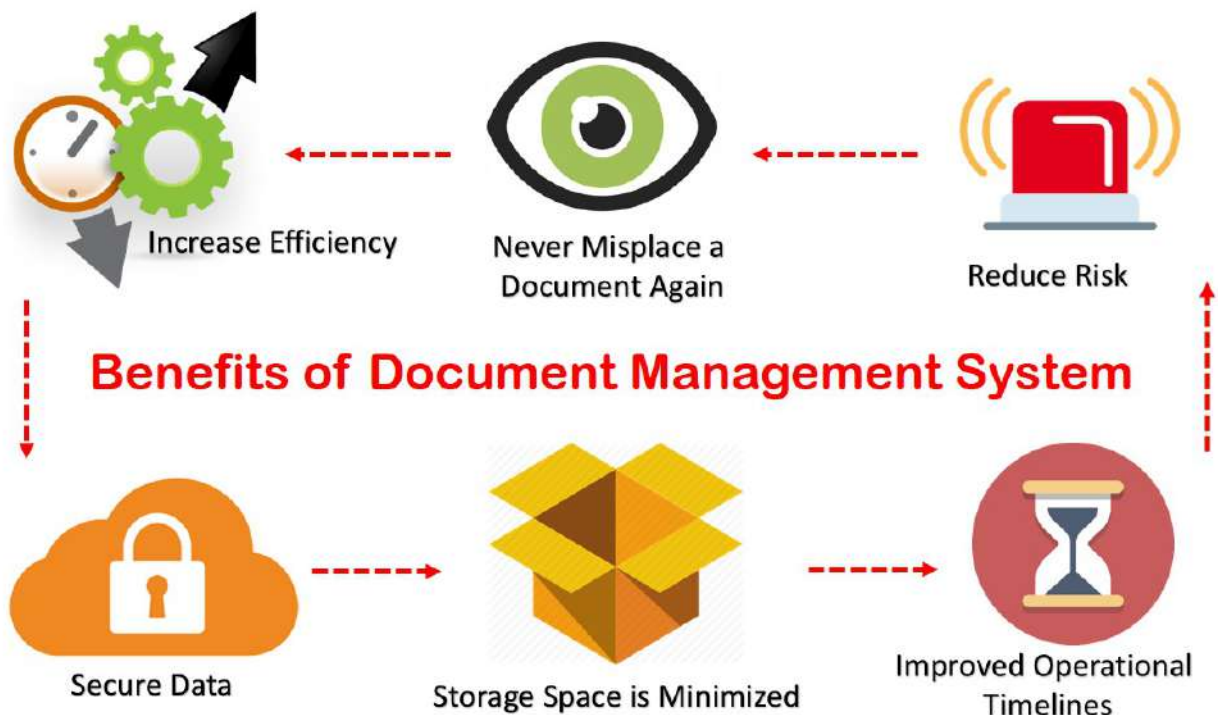 Increase Efficiency
Never Misplace a
Document Again
Reduce Risk
Benefits of Document Management System
Secure Data
Storage Space is Minimized
Improved Operational
Timelines